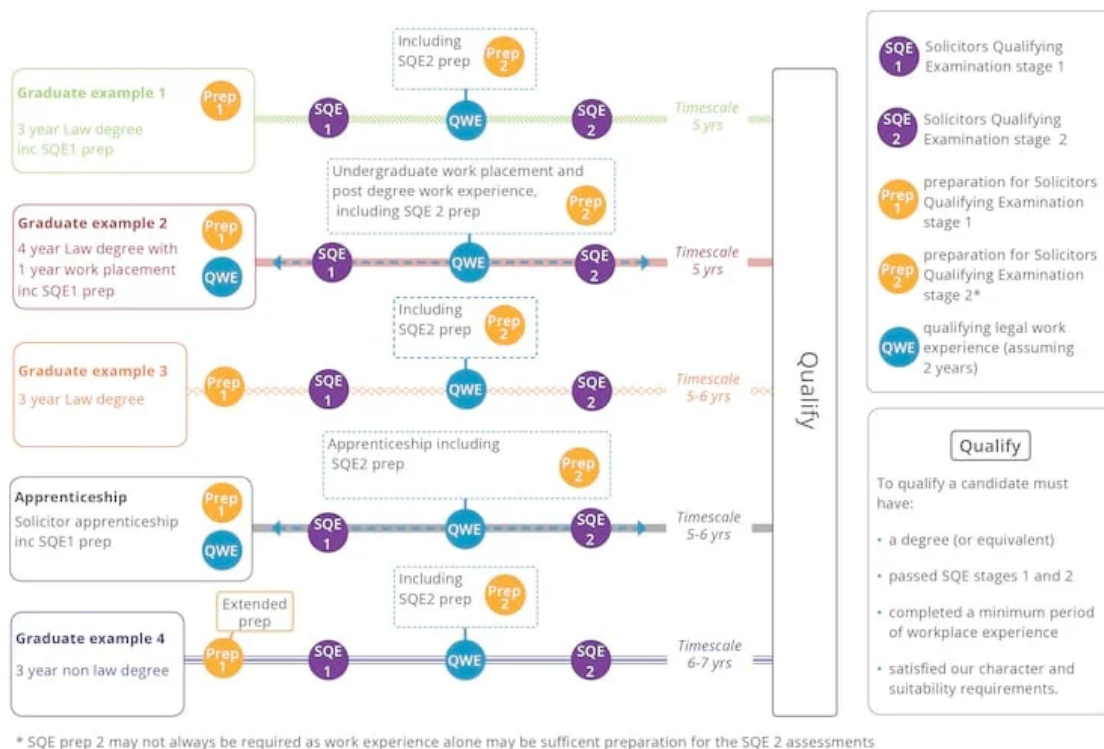 Including
SQE2 prep
Prep
2
Graduate example 1
Prep
1
3 year Law degree
inc SQE1 prep
SQE
1
QWE
SQE
2
Timescale
5 yrs
Undergraduate work placement and
post degree work experience,
including SQE 2 prep
Prep
2
Graduate example 2
Prep
1
4 year Law degree with
1 year work placement
inc SQE1 prep
QWE
SQE
1
QWE
SQE
2
Timescale
5 yrs
Including
SQE2 prep
Prep
2
Graduate example 3
3 year Law degree
Prep
1
SQE
1
QWE
SQE
2
Timescale
5-6 yrs
Apprenticeship including
SQE2 prep
Prep
2
Apprenticeship
Prep
1
Solicitor apprenticeship
inc SQE1 prep
QWE
SQE
1
QWE
SQE
2
Timescale
5-6 yrs
Including
SQE2 prep
Prep
2
Extended
prep
Graduate example 4
3 year non law degree
Prep
1
SQE
1
QWE
SQE
2
Timescale
6-7 yrs
Qualify
SQE
1
Solicitors Qualifying
Examination stage 1
SQE
2
Solicitors Qualifying
Examination stage 2
Prep
1
preparation for Solicitors
Qualifying Examination
stage 1
Prep
2
preparation for Solicitors
Qualifying Examination
stage 2*
QWE
qualifying legal work
experience (assuming
2 years)
Qualify
To qualify a candidate must
have:
• a degree (or equivalent)
• passed SQE stages 1 and 2
• completed a minimum period
of workplace experience
• satisfied our character and
suitability requirements.
* SQE prep 2 may not always be required as work experience alone may be sufficent preparation for the SQE 2 assessments